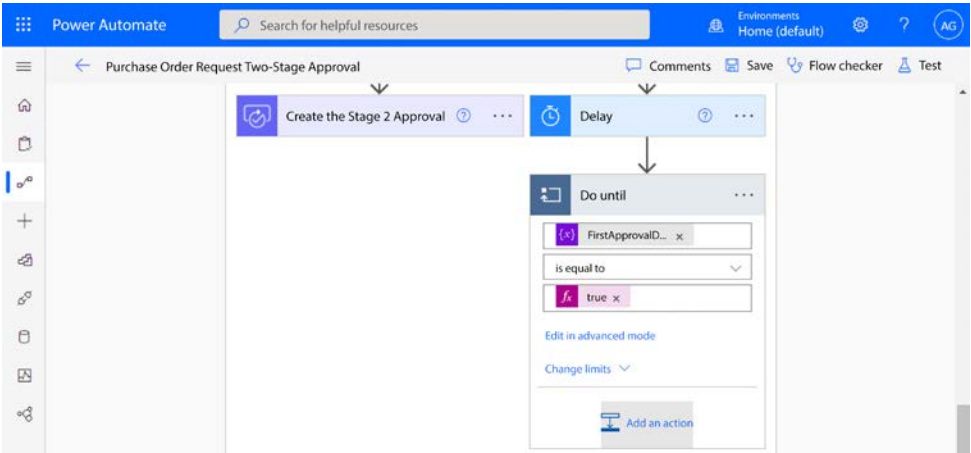 Power Automate
Search for helpful resources
Environments
Home (default)
?
AG
Purchase Order Request Two-Stage Approval
Comments
Save
Flow checker
Test
Create the Stage 2 Approval ? ...
Delay ? ...
Do until ...
{x} FirstApprovalD... x
is equal to
fx true x
Edit in advanced mode
Change limits
Add an action